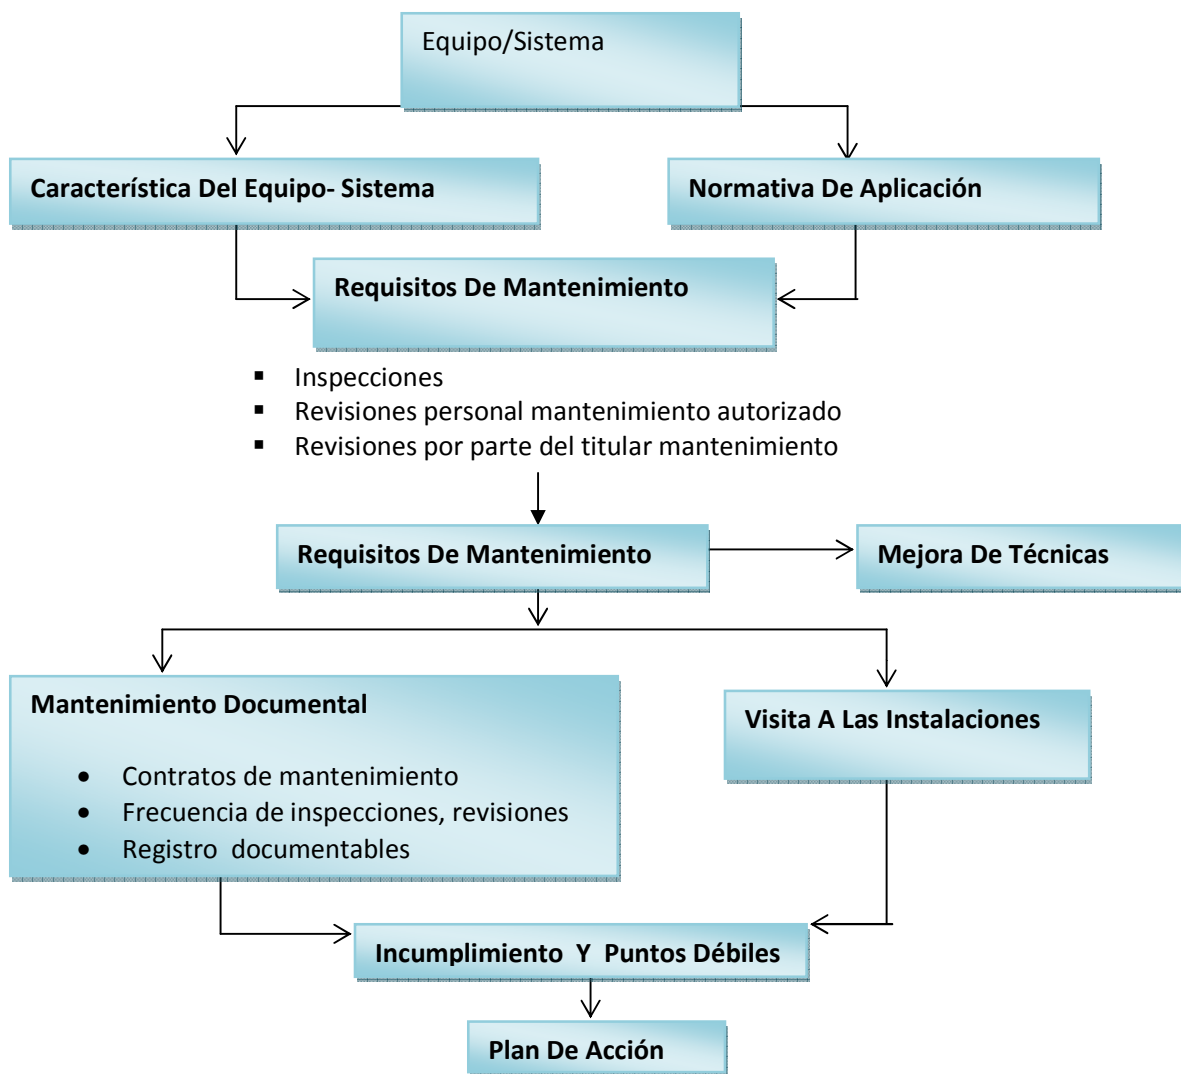 Equipo/Sistema
Característica Del Equipo- Sistema
Normativa De Aplicación
Requisitos De Mantenimiento
▪ Inspecciones
▪ Revisiones personal mantenimiento autorizado
▪ Revisiones por parte del titular mantenimiento
Requisitos De Mantenimiento
Mejora De Técnicas
Mantenimiento Documental
• Contratos de mantenimiento
• Frecuencia de inspecciones, revisiones
• Registro documentables
Visita A Las Instalaciones
Incumplimiento Y Puntos Débiles
Plan De Acción